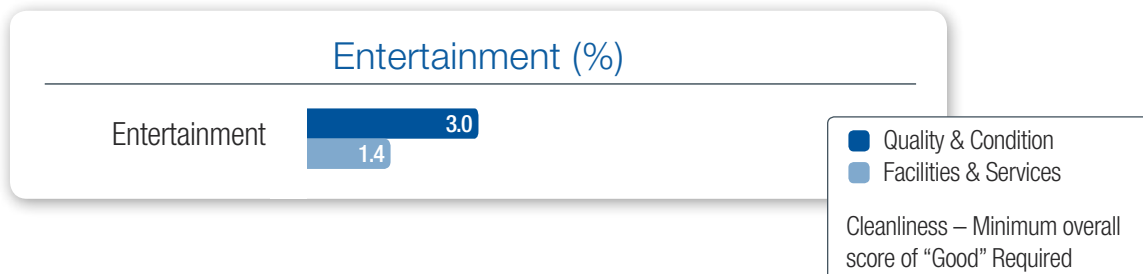 Entertainment (%)
Entertainment
3.0
1.4
Quality & Condition
Facilities & Services
Cleanliness – Minimum overall
score of “Good” Required